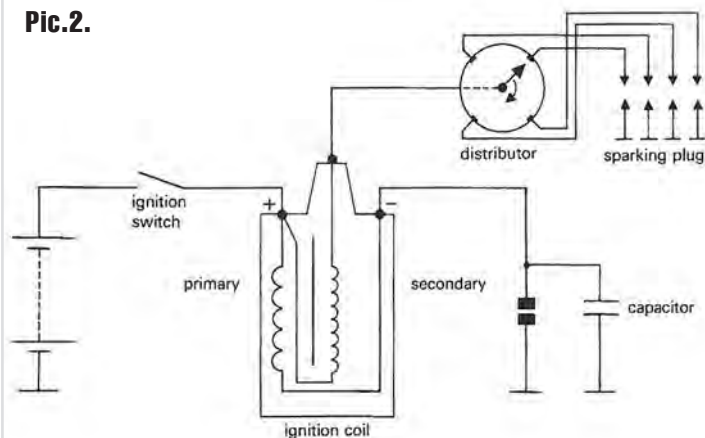 Pic.2.
distributor
sparking plug
ignition
switch
+
−
primary
secondary
capacitor
ignition coil